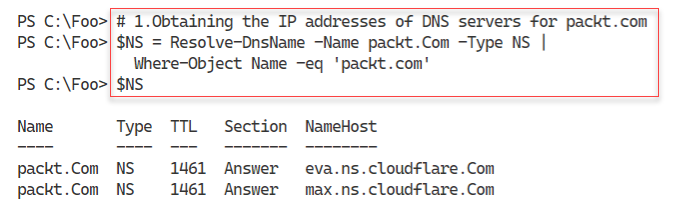 PS C:\Foo> # 1.Obtaining the IP addresses of DNS servers for packt.com
PS C:\Foo> $NS = Resolve-DnsName -Name packt.Com -Type NS |
Where-Object Name -eq 'packt.com'
PS C:\Foo> $NS
Name Type TTL Section NameHost
---- ---- --- ------- --------
packt.Com NS 1461 Answer eva.ns.cloudflare.Com
packt.Com NS 1461 Answer max.ns.cloudflare.Com